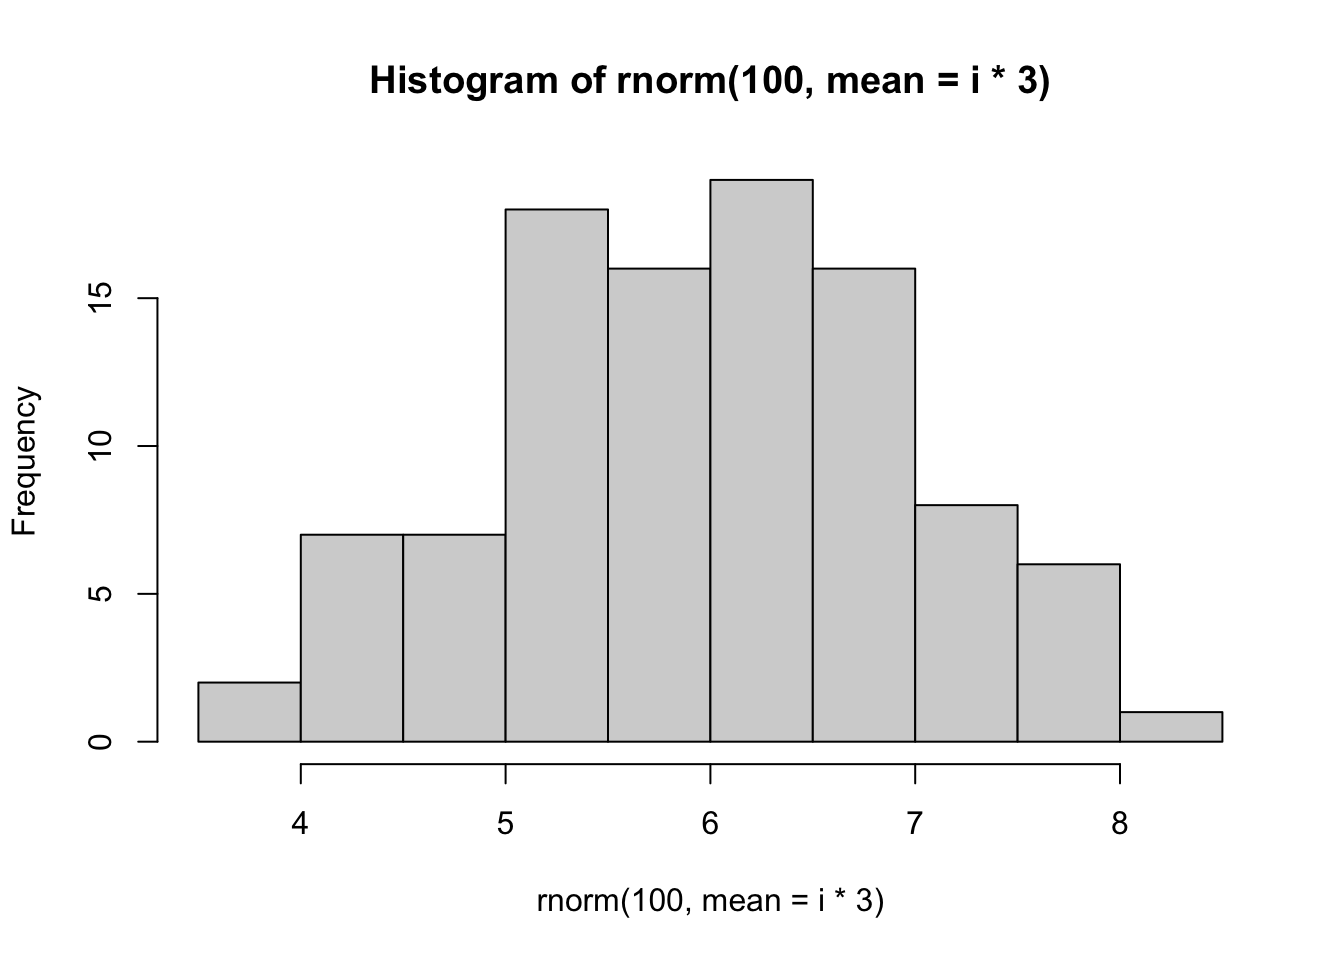 Histogram of rnorm(100, mean = i * 3)
Frequency
15
10
5
0
4 5 6 7 8
rnorm(100, mean = i * 3)